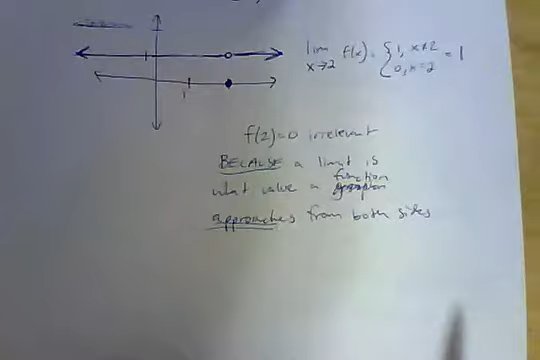 lim f(x) = { 1, x≠2 = 1
x→2 0, x=2
1
f(2)=0 irrelevant
BECAUSE a limit is
what value a function
approaches from both sides